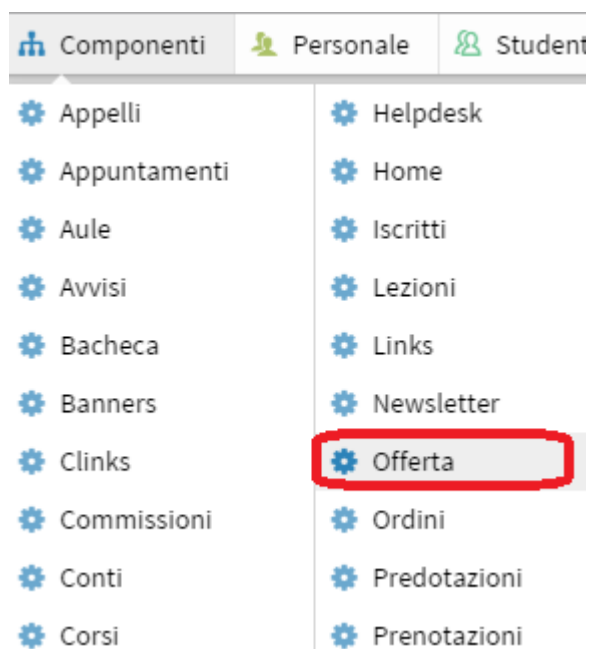 Componenti Personale Student
Appelli
Appuntamenti
Aule
Avvisi
Bacheca
Banners
Clinks
Commissioni
Conti
Corsi
Helpdesk
Home
Iscritti
Lezioni
Links
Newsletter
Offerta
Ordini
Predotazioni
Prenotazioni